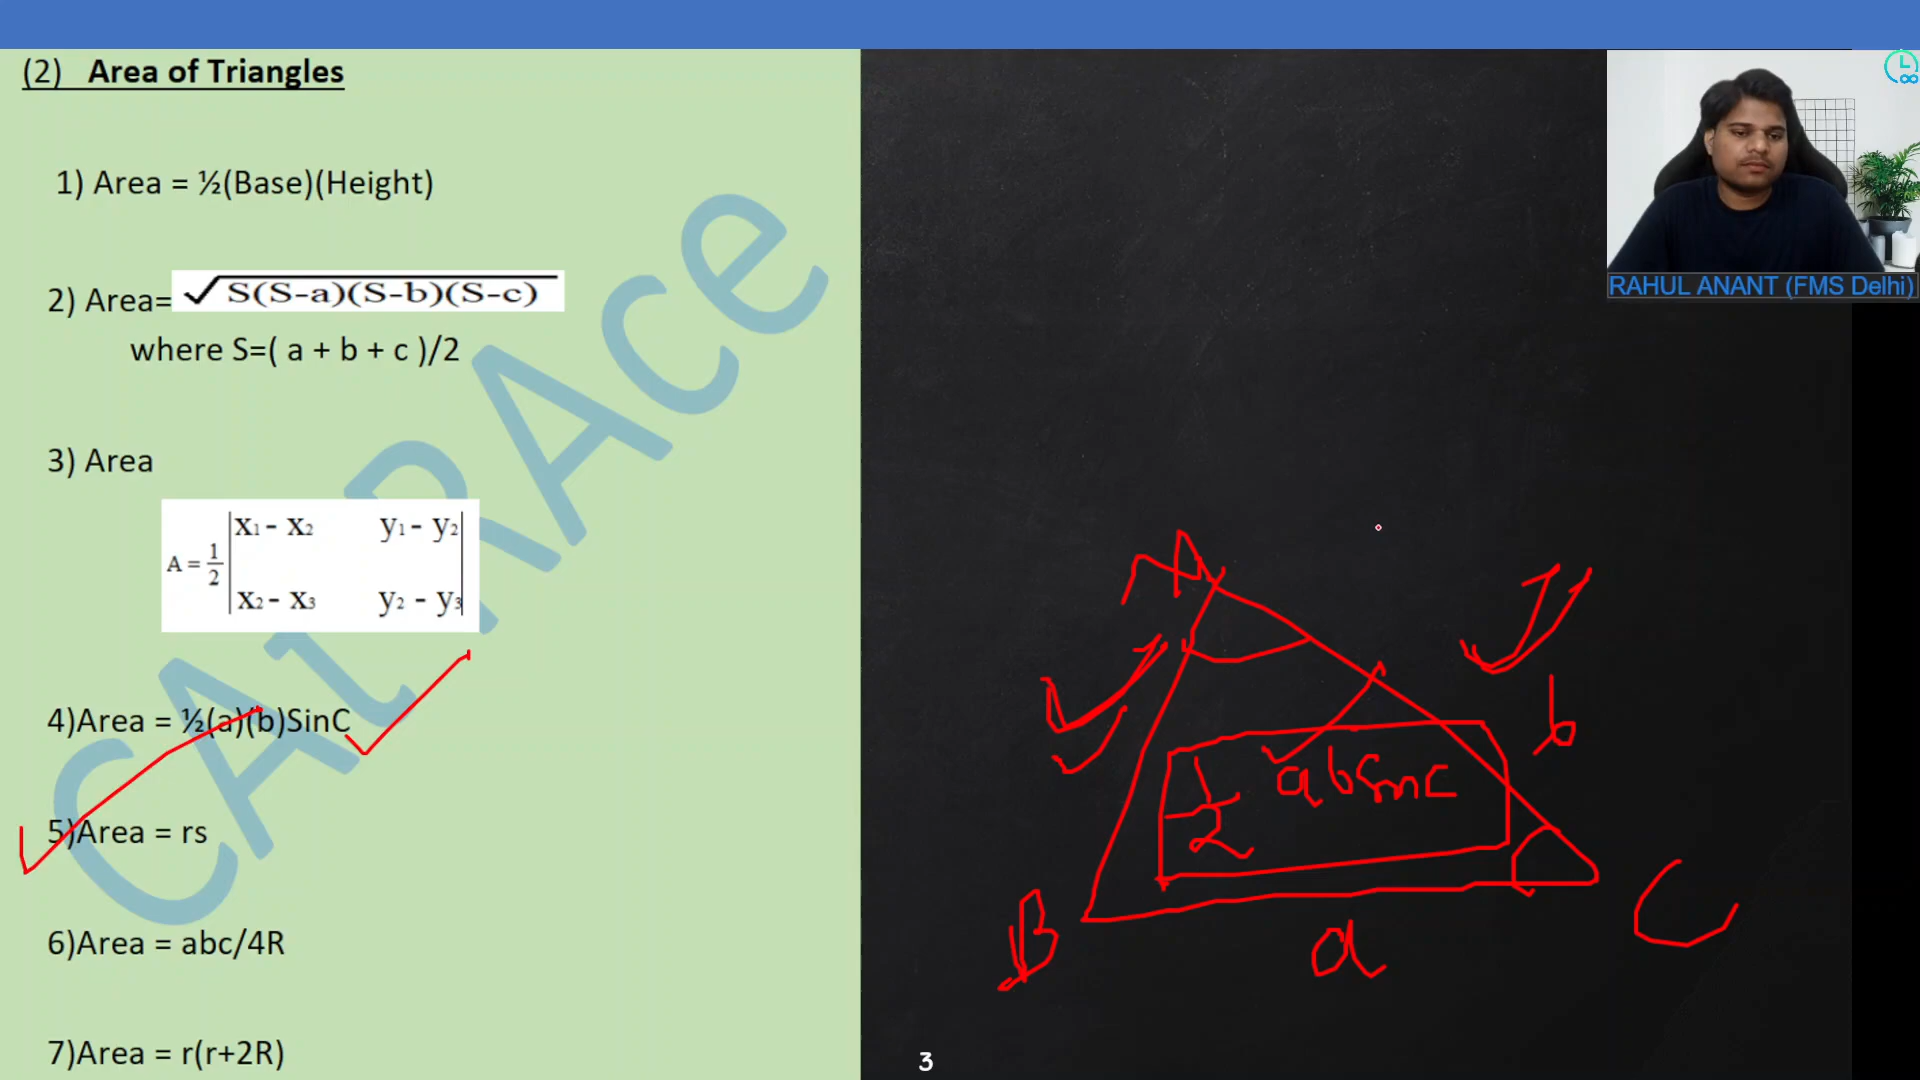 (2) Area of Triangles
1) Area = ½(Base)(Height)
2) Area= √S(S-a)(S-b)(S-c)
where S=( a + b + c )/2
3) Area
A = 1/2 |x1 - x2 y1 - y2|
|x2 - x3 y2 - y3|
4)Area = ½(a)(b)SinC
5)Area = rs
6)Area = abc/4R
7)Area = r(r+2R)
CAtRAce
RAHUL ANANT (FMS Delhi)
A
b
1/2 absinc
B
a
C
3